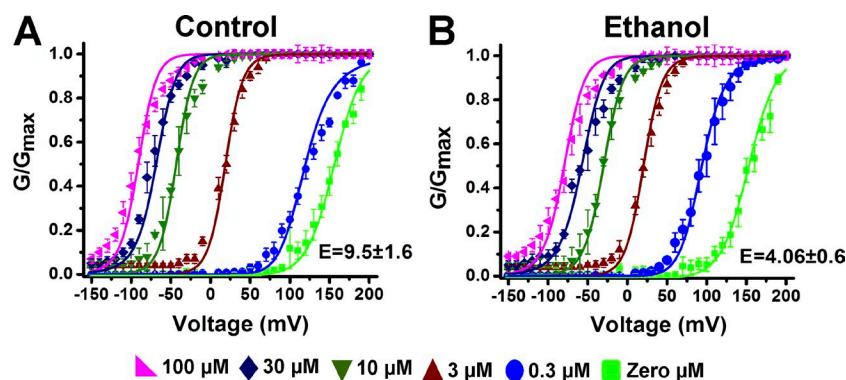 A Control
B Ethanol
G/Gmax
1.0
0.8
0.6
0.4
0.2
0.0
E=9.5±1.6
-150 -100 -50 0 50 100 150 200
Voltage (mV)
G/Gmax
1.0
0.8
0.6
0.4
0.2
0.0
E=4.06±0.6
-150 -100 -50 0 50 100 150 200
Voltage (mV)
100 µM 30 µM 10 µM 3 µM 0.3 µM Zero µM